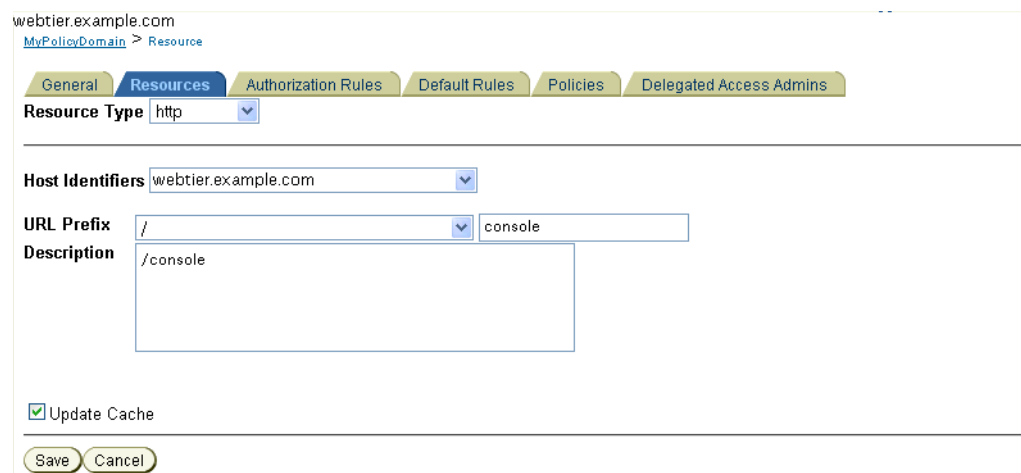 webtier.example.com
MyPolicyDomain > Resource
General Resources Authorization Rules Default Rules Policies Delegated Access Admins
Resource Type http
Host Identifiers webtier.example.com
URL Prefix / console
Description /console
Update Cache
Save Cancel